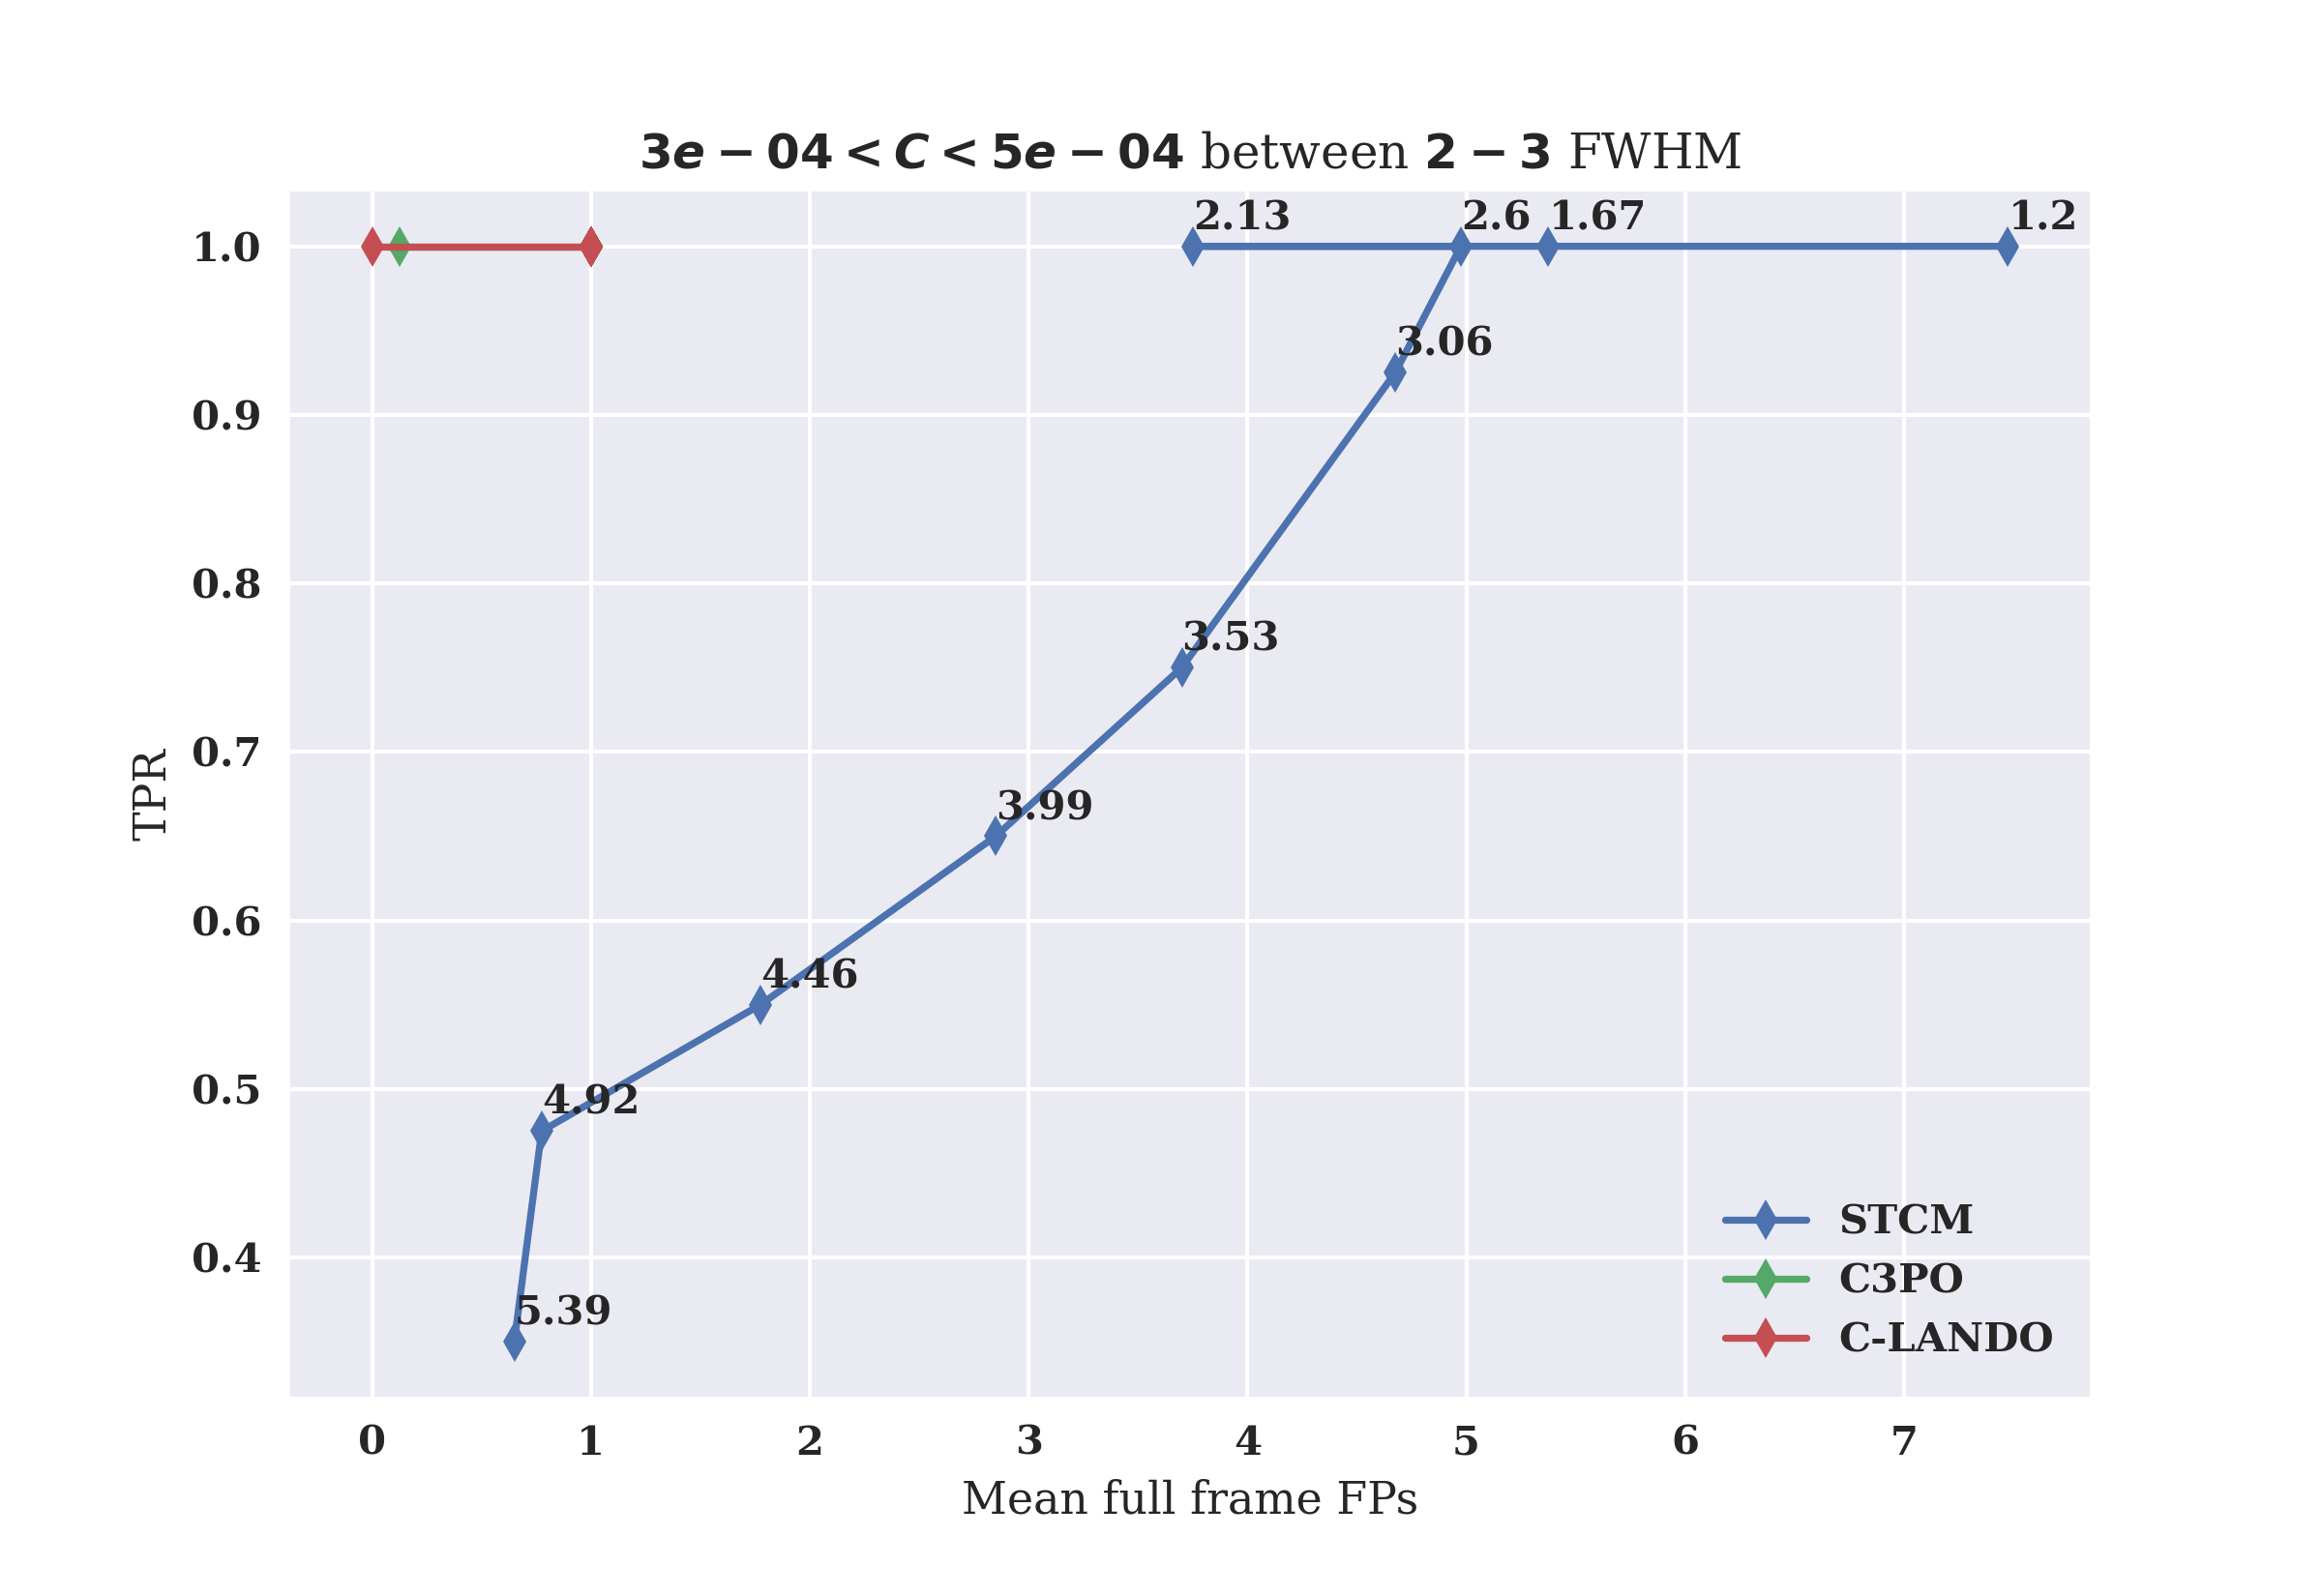 3e − 04 < C < 5e − 04 between 2 − 3 FWHM
2.13
2.6
1.67
1.2
3.06
3.53
3.99
4.46
4.92
5.39
1.0
0.9
0.8
0.7
0.6
0.5
0.4
TPR
STCM
C3PO
C-LANDO
0 1 2 3 4 5 6 7
Mean full frame FPs